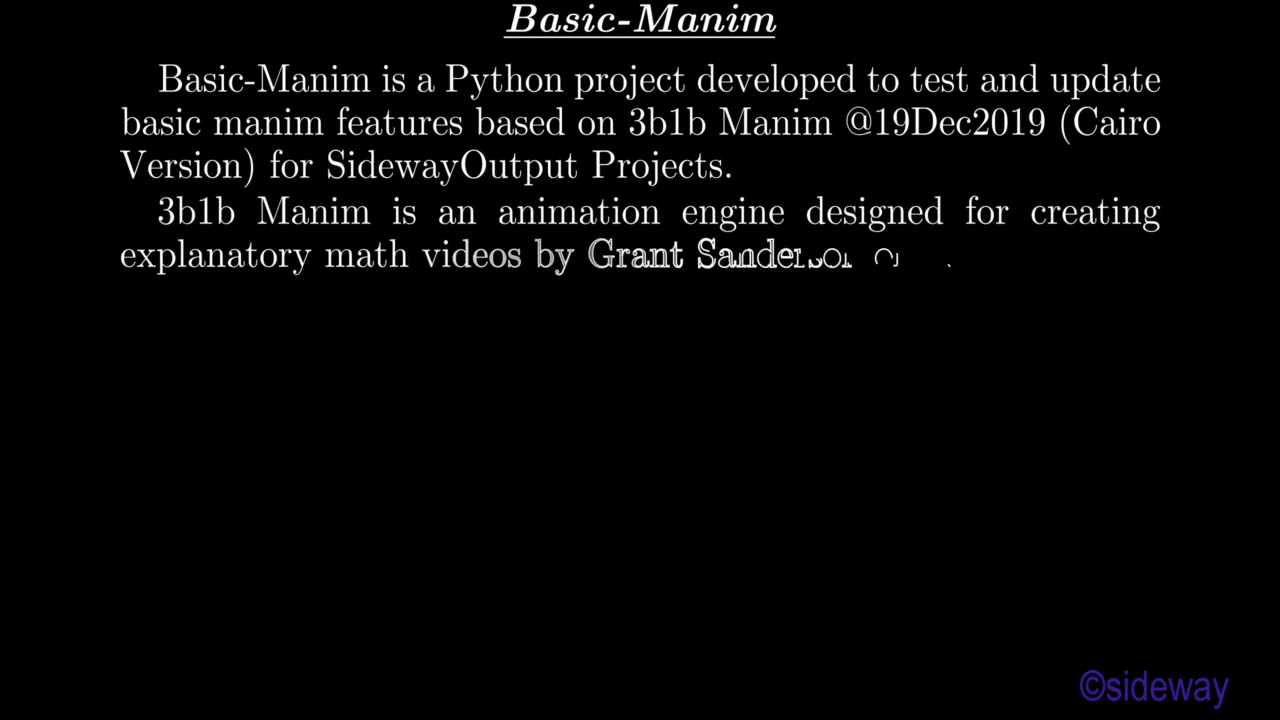 Basic-Manim
Basic-Manim is a Python project developed to test and update
basic manim features based on 3b1b Manim @19Dec2019 (Cairo
Version) for SidewayOutput Projects.
3b1b Manim is an animation engine designed for creating
explanatory math videos by Grant Sanderson
©sideway